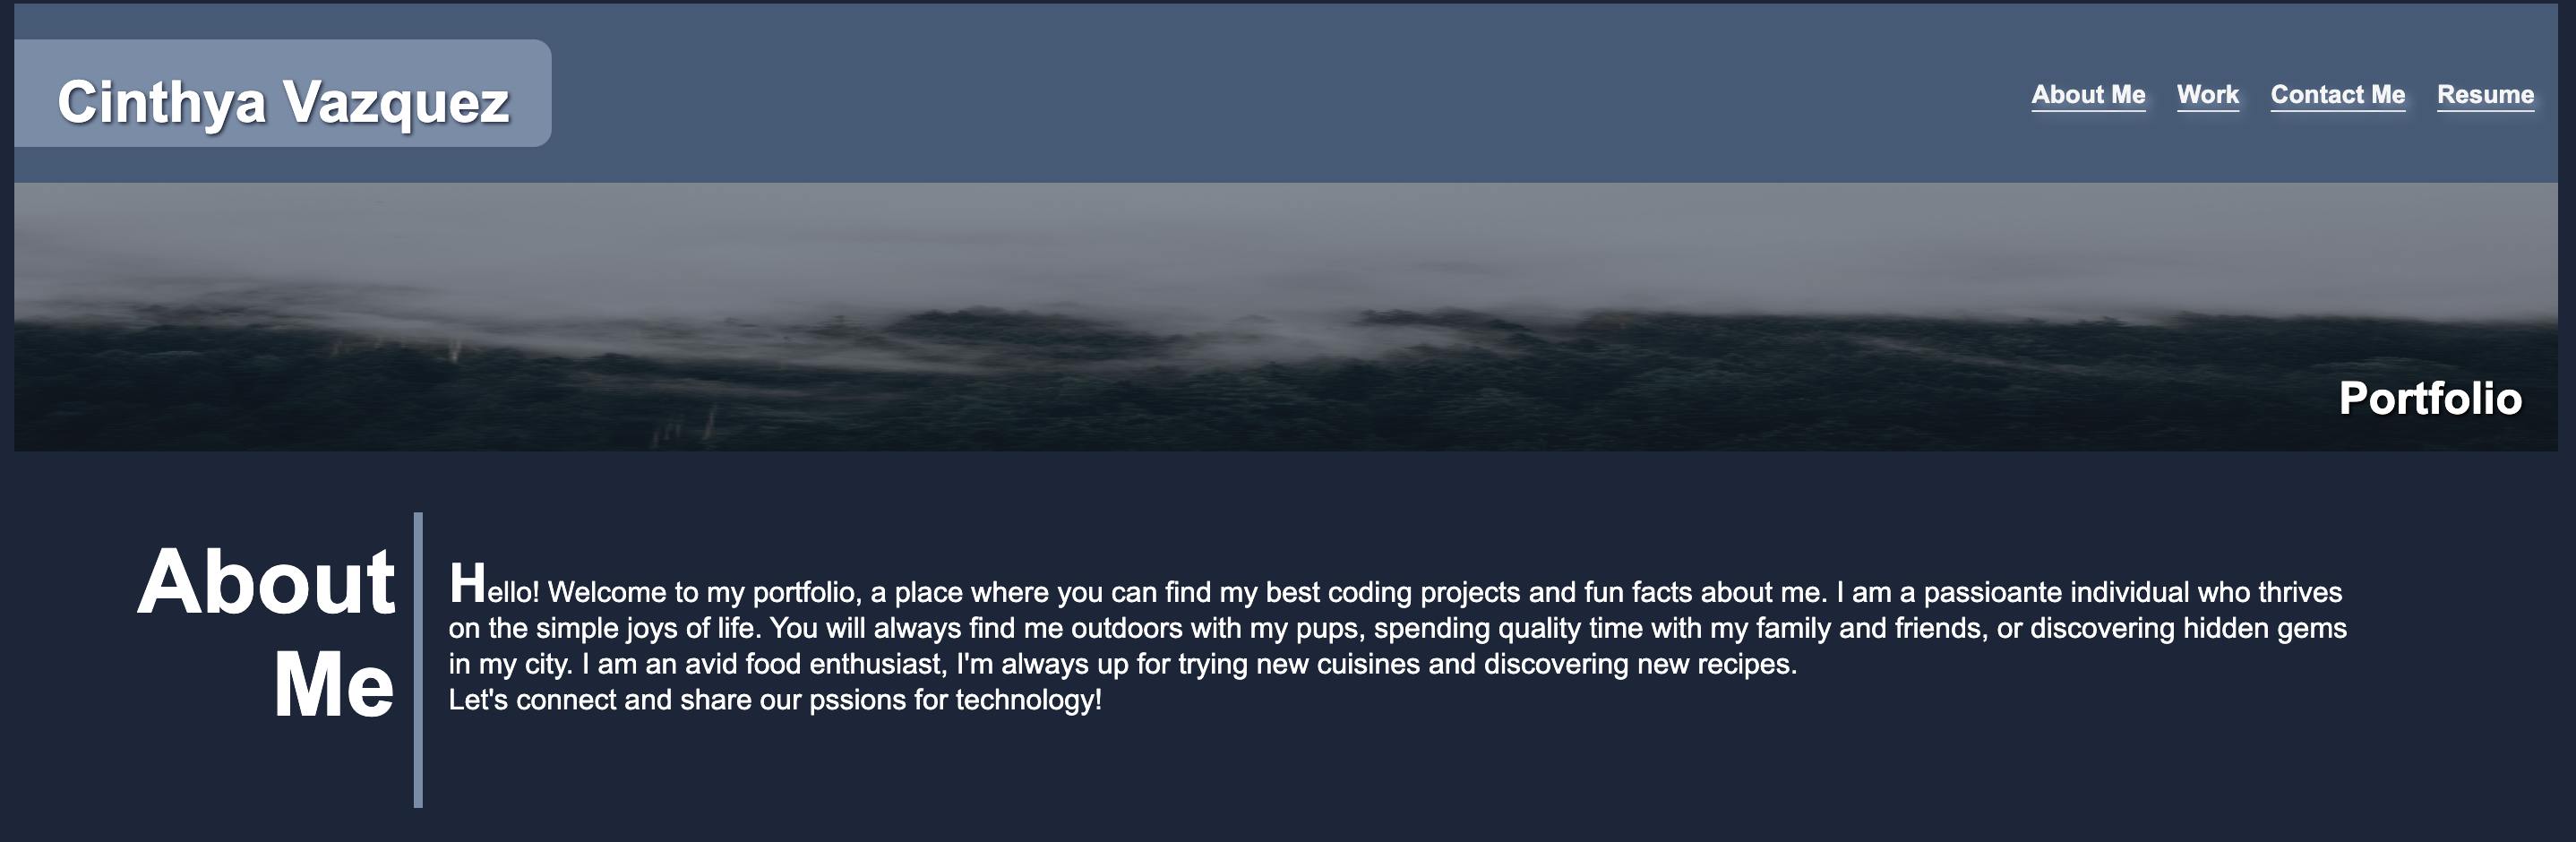 Cinthya Vazquez
About Me Work Contact Me Resume
Portfolio
About
Me
Hello! Welcome to my portfolio, a place where you can find my best coding projects and fun facts about me. I am a passioante individual who thrives
on the simple joys of life. You will always find me outdoors with my pups, spending quality time with my family and friends, or discovering hidden gems
in my city. I am an avid food enthusiast, I'm always up for trying new cuisines and discovering new recipes.
Let's connect and share our pssions for technology!